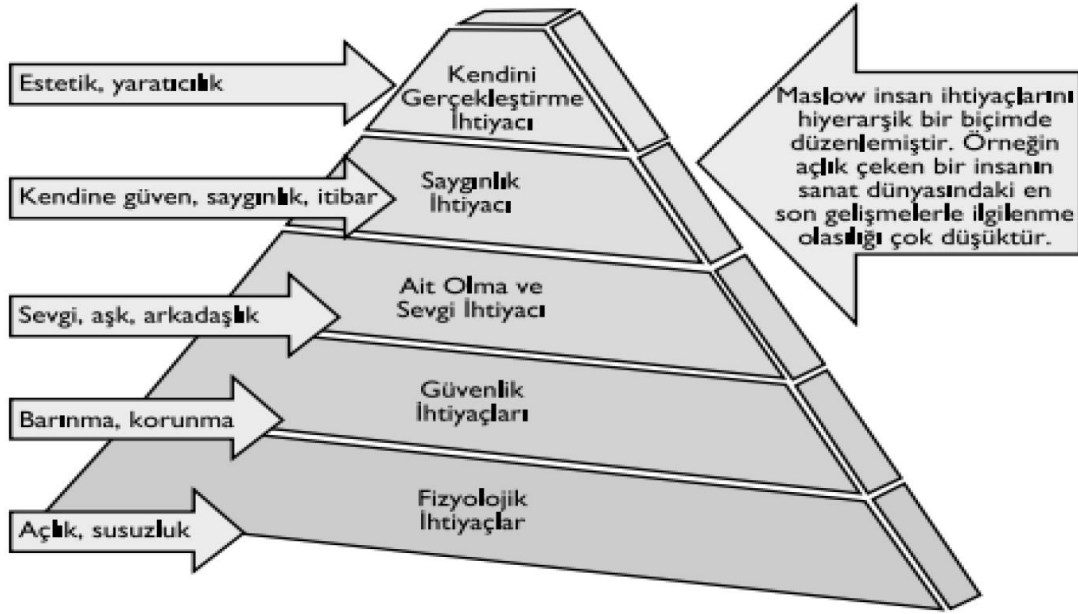 Estetik, yaratıcılık
Kendini
Gerçekleştirme
İhtiyacı
Maslow insan ihtiyaçlarını
hiyerarşik bir biçimde
düzenlemiştir. Örneğin
açlık çeken bir insanın
sanat dünyasındaki en
son gelişmelerle ilgilenme
olasılığı çok düşüktür.
Kendine güven, saygınlık, itibar
Saygınlık
İhtiyacı
Sevgi, aşk, arkadaşlık
Ait Olma ve
Sevgi İhtiyacı
Barınma, korunma
Güvenlik
İhtiyaçları
Açlık, susuzluk
Fizyolojik
İhtiyaçlar